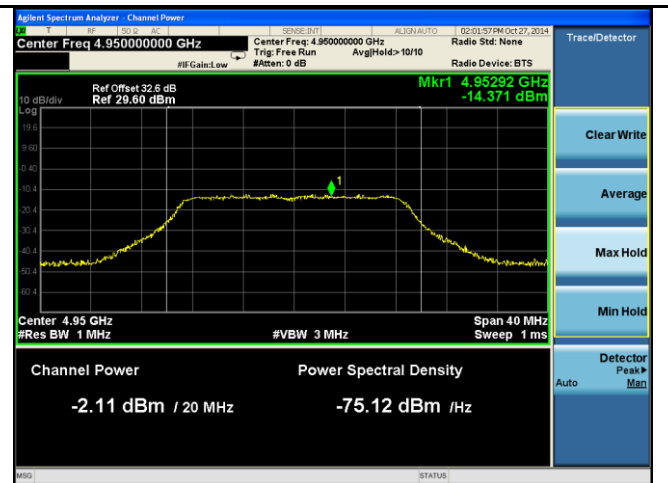 Agilent Spectrum Analyzer - Channel Power
LXI T RF 50 Ω AC SENSE:INT ALIGN AUTO 02:01:57 PM Oct 27, 2014
Center Freq 4.950000000 GHz
Center Freq: 4.950000000 GHz
Radio Std: None
Trig: Free Run Avg|Hold:>10/10
#IFGain:Low
#Atten: 0 dB
Radio Device: BTS
Trace/Detector
Ref Offset 32.6 dB
Mkr1 4.95292 GHz
10 dB/div Ref 29.60 dBm
-14.371 dBm
Log
19.6
9.60
-0.40
-10.4
-20.4
-30.4
-40.4
-50.4
-60.4
1
Center 4.95 GHz
Span 40 MHz
#Res BW 1 MHz
#VBW 3 MHz
Sweep 1 ms
Channel Power
Power Spectral Density
-2.11 dBm / 20 MHz
-75.12 dBm /Hz
Clear Write
Average
Max Hold
Min Hold
Detector
Peak▶
Auto Man
MSG
STATUS